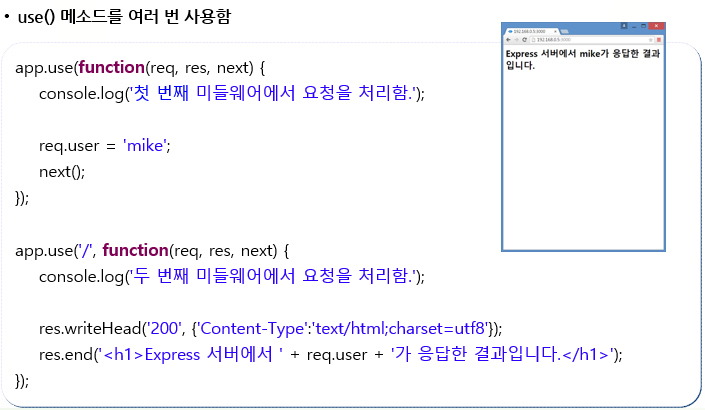 • use() 메소드를 여러 번 사용함
app.use(function(req, res, next) {
console.log('첫 번째 미들웨어에서 요청을 처리함.');
req.user = 'mike';
next();
});
app.use('/', function(req, res, next) {
console.log('두 번째 미들웨어에서 요청을 처리함.');
res.writeHead('200', {'Content-Type':'text/html;charset=utf8'});
res.end('<h1>Express 서버에서 ' + req.user + '가 응답한 결과입니다.</h1>');
});
Express 서버에서 mike가 응답한 결과
입니다.